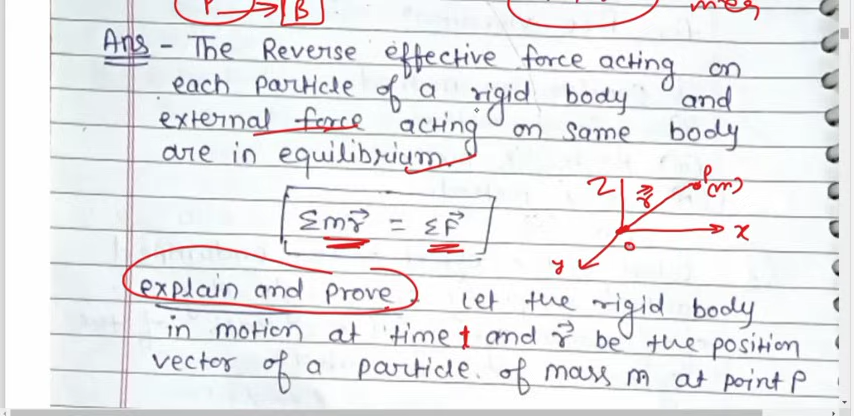 P → B
mes
Ans - The Reverse effective force acting on
each particle of a rigid body and
external force acting on same body
are in equilibrium.
Z r⃗ P(m)
Σmr⃗ = ΣF⃗
x
o
y
explain and prove. Let the rigid body
in motion at time t and r⃗ be the position
vector of a particle. of mass m at point P